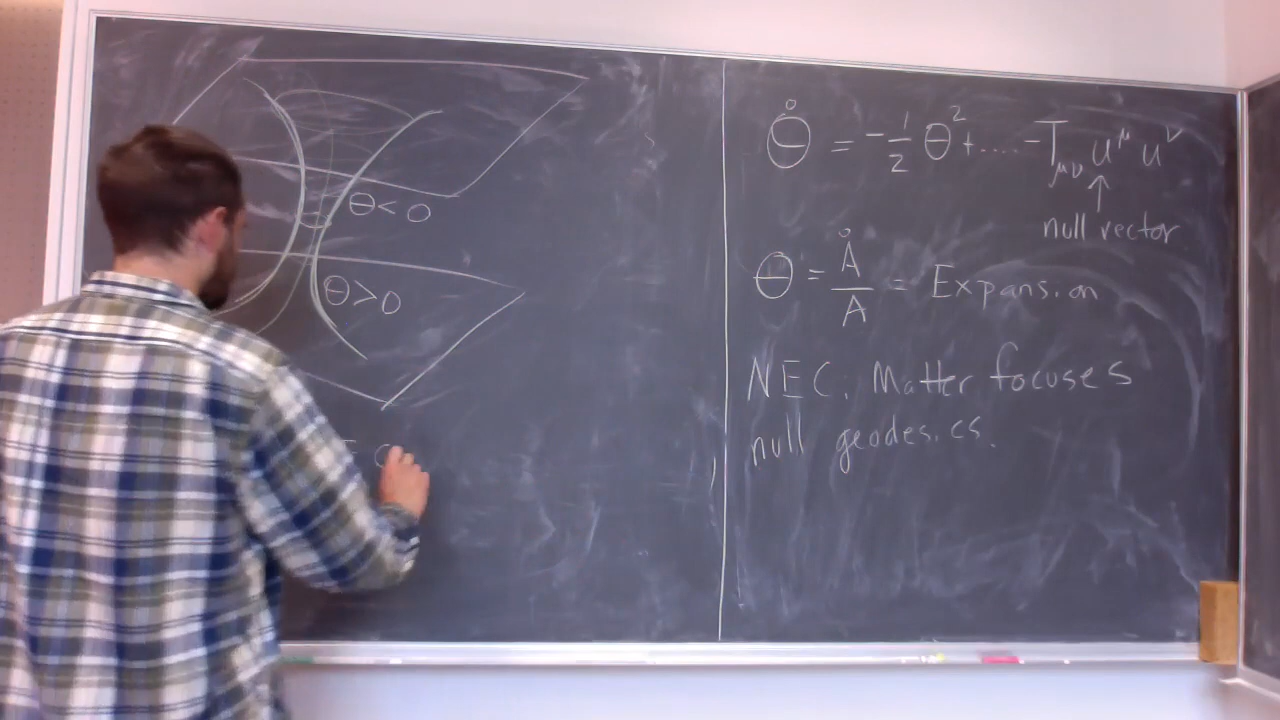 θ < 0
θ > 0
θ̊ = -1/2 θ² + .... - T_μν u^μ u^ν
↑
null vector
θ = Å/A = Expansion
NEC: Matter focuses
null geodesics.